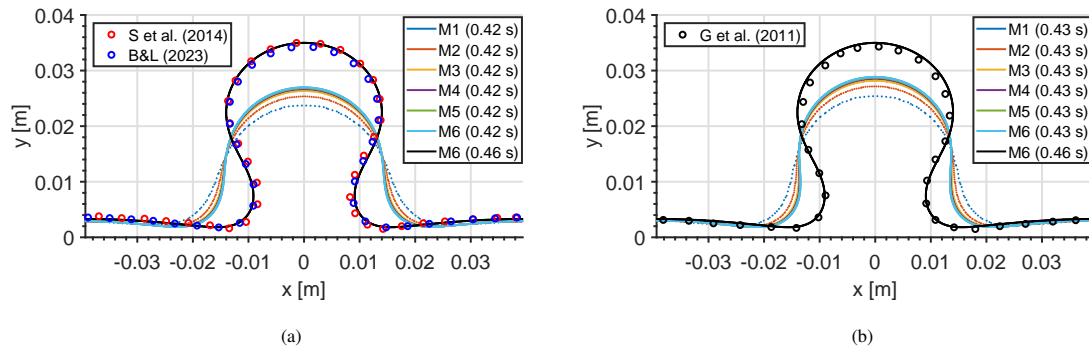 S et al. (2014)
B&L (2023)
M1 (0.42 s)
M2 (0.42 s)
M3 (0.42 s)
M4 (0.42 s)
M5 (0.42 s)
M6 (0.42 s)
M6 (0.46 s)
0.04
0.03
0.02
0.01
0
y [m]
-0.03 -0.02 -0.01 0 0.01 0.02 0.03
x [m]
(a)
G et al. (2011)
M1 (0.43 s)
M2 (0.43 s)
M3 (0.43 s)
M4 (0.43 s)
M5 (0.43 s)
M6 (0.43 s)
M6 (0.46 s)
0.04
0.03
0.02
0.01
0
y [m]
-0.03 -0.02 -0.01 0 0.01 0.02 0.03
x [m]
(b)